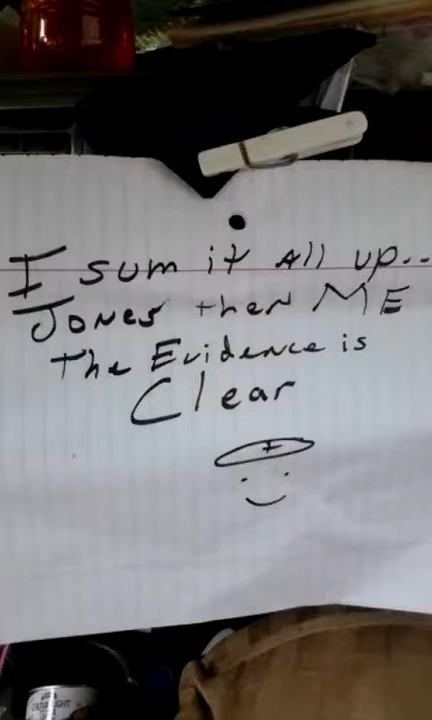 I sum it All up..
Jones then ME
the Evidence is
Clear